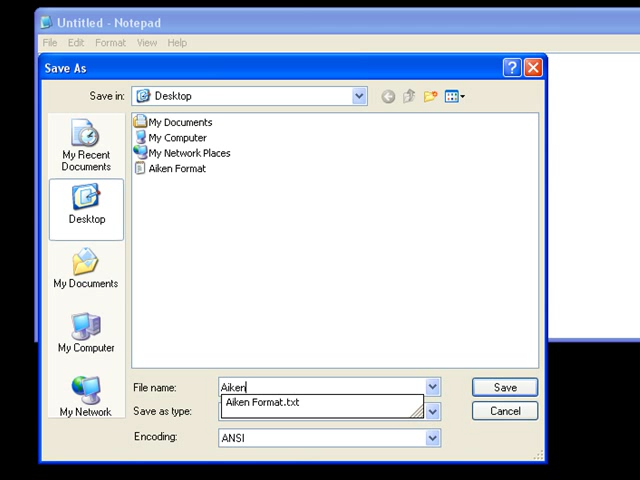 Untitled - Notepad
File Edit Format View Help
Save As
Save in: Desktop
My Recent
Documents
Desktop
My Documents
My Computer
My Network
My Documents
My Computer
My Network Places
Aiken Format
File name: Aiken
Save
Aiken Format.txt
Save as type:
Cancel
Encoding: ANSI